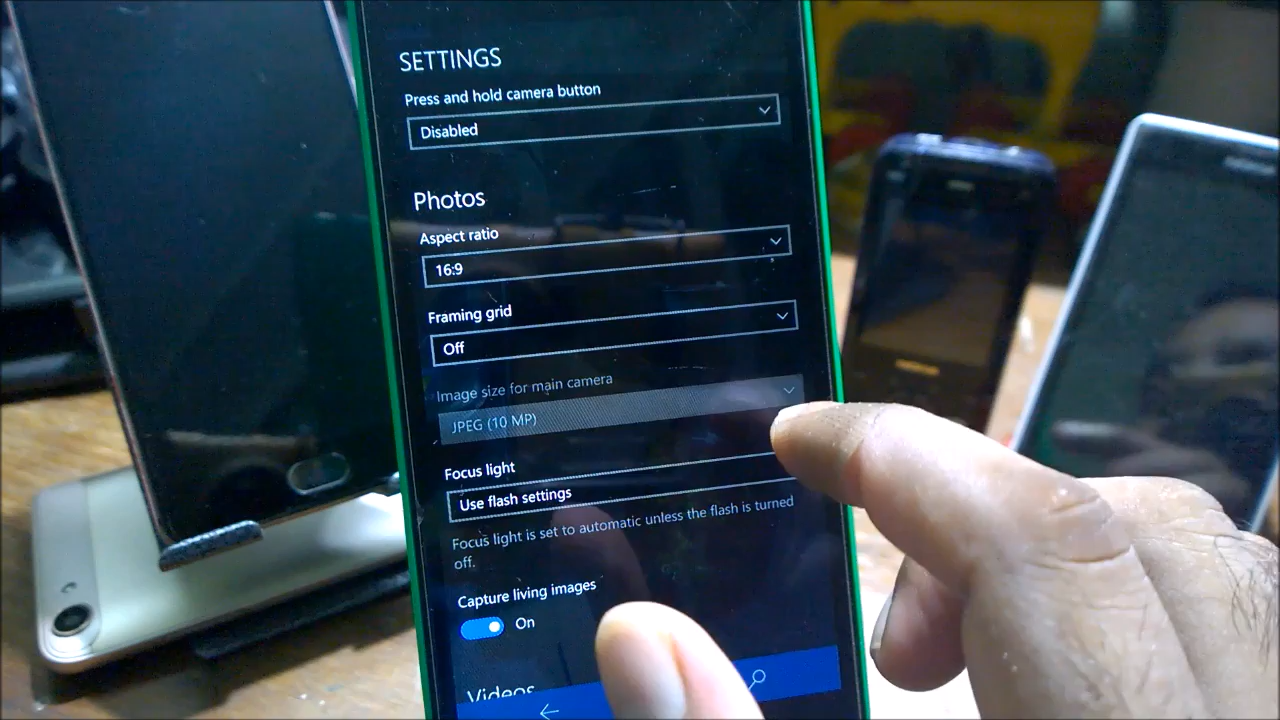 SETTINGS
Press and hold camera button
Disabled
Photos
Aspect ratio
16:9
Framing grid
Off
Image size for main camera
JPEG (10 MP)
Focus light
Use flash settings
Focus light is set to automatic unless the flash is turned
off.
Capture living images
On
Videos